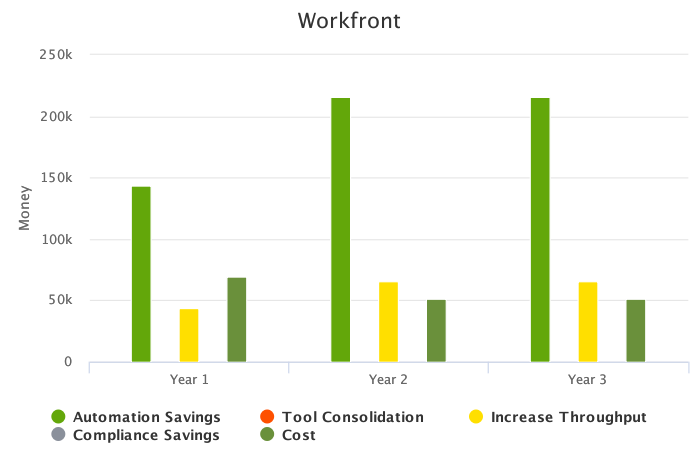 Workfront
250k
200k
150k
100k
50k
0
Money
Year 1
Year 2
Year 3
Automation Savings
Tool Consolidation
Increase Throughput
Compliance Savings
Cost